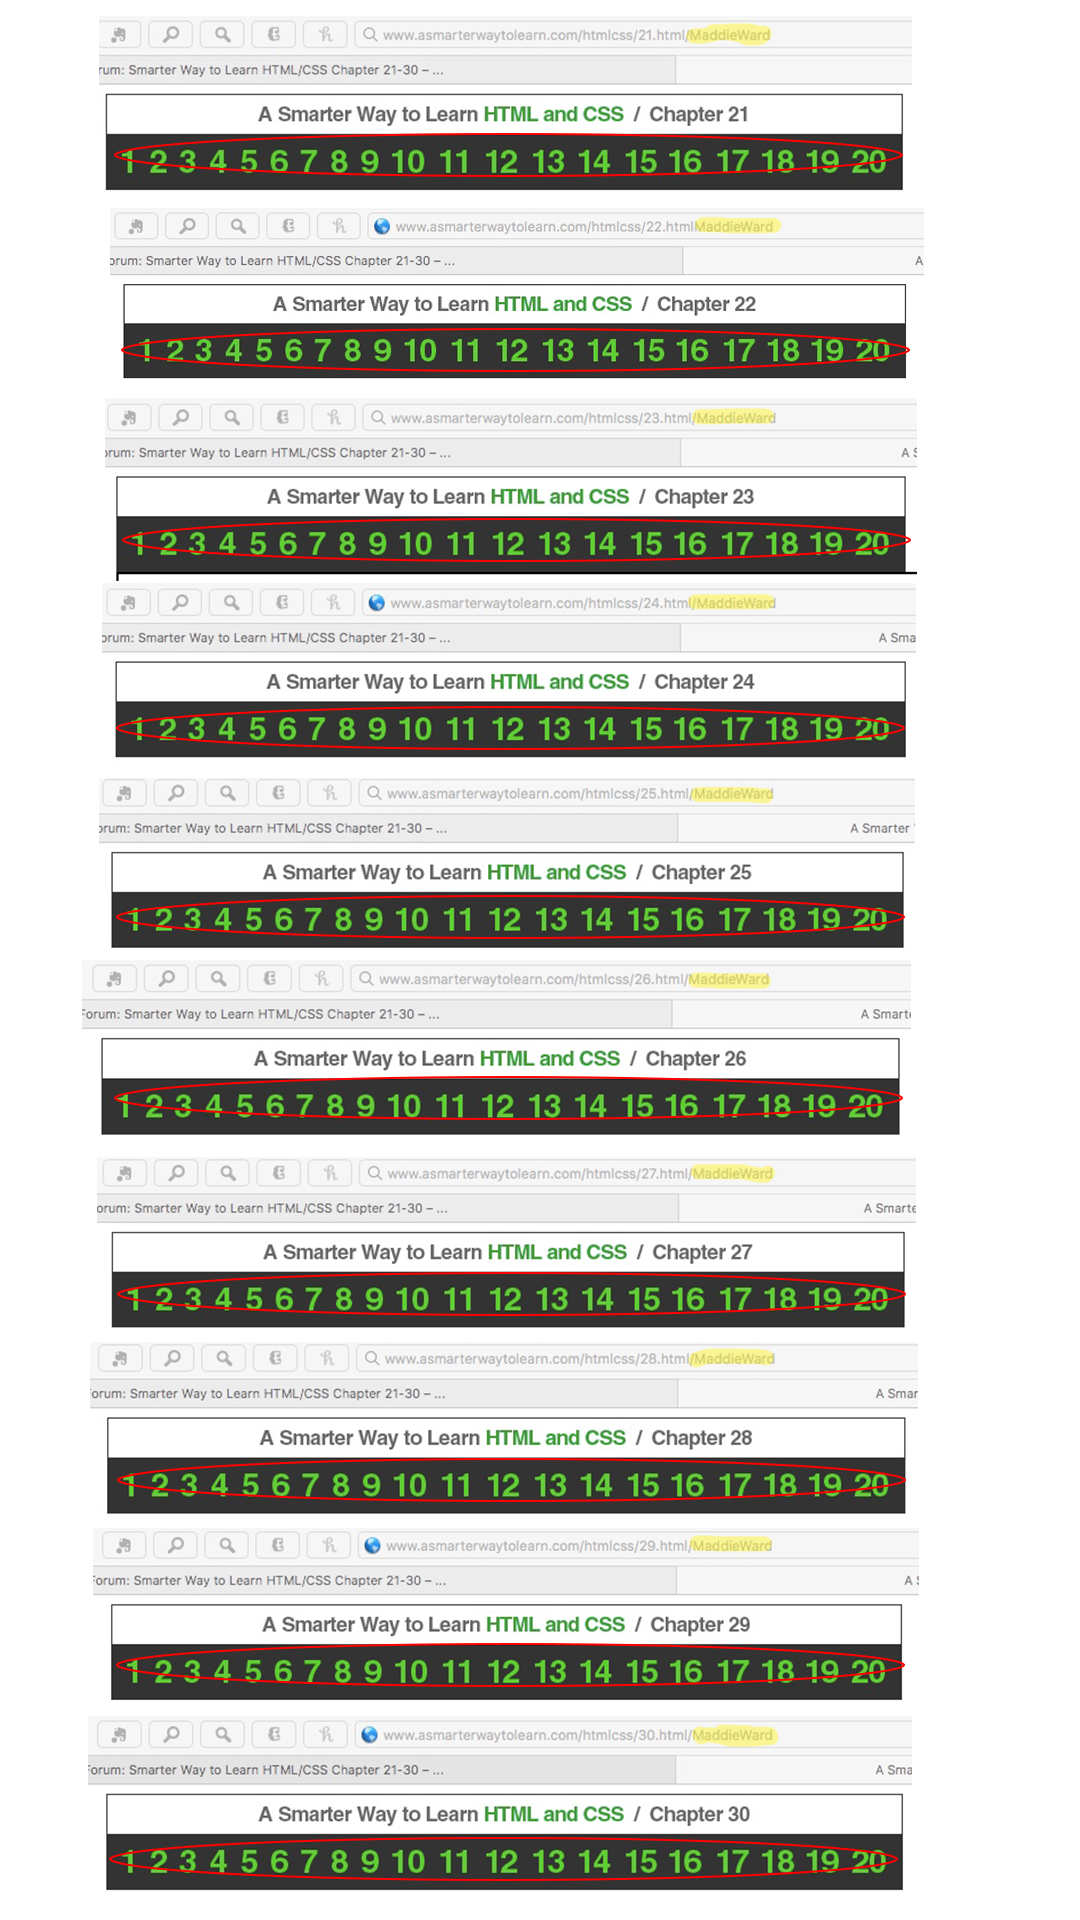 www.asmarterwaytolearn.com/htmlcss/21.html/MaddieWard
rum: Smarter Way to Learn HTML/CSS Chapter 21-30 – ...
A Smarter Way to Learn HTML and CSS / Chapter 21
1 2 3 4 5 6 7 8 9 10 11 12 13 14 15 16 17 18 19 20
www.asmarterwaytolearn.com/htmlcss/22.htmlMaddieWard
orum: Smarter Way to Learn HTML/CSS Chapter 21-30 – ... A
A Smarter Way to Learn HTML and CSS / Chapter 22
1 2 3 4 5 6 7 8 9 10 11 12 13 14 15 16 17 18 19 20
www.asmarterwaytolearn.com/htmlcss/23.html/MaddieWard
orum: Smarter Way to Learn HTML/CSS Chapter 21-30 – ... A S
A Smarter Way to Learn HTML and CSS / Chapter 23
1 2 3 4 5 6 7 8 9 10 11 12 13 14 15 16 17 18 19 20
www.asmarterwaytolearn.com/htmlcss/24.html/MaddieWard
orum: Smarter Way to Learn HTML/CSS Chapter 21-30 – ... A Sma
A Smarter Way to Learn HTML and CSS / Chapter 24
1 2 3 4 5 6 7 8 9 10 11 12 13 14 15 16 17 18 19 20
www.asmarterwaytolearn.com/htmlcss/25.html/MaddieWard
orum: Smarter Way to Learn HTML/CSS Chapter 21-30 – ... A Smarter
A Smarter Way to Learn HTML and CSS / Chapter 25
1 2 3 4 5 6 7 8 9 10 11 12 13 14 15 16 17 18 19 20
www.asmarterwaytolearn.com/htmlcss/26.html/MaddieWard
Forum: Smarter Way to Learn HTML/CSS Chapter 21-30 – ... A Smarte
A Smarter Way to Learn HTML and CSS / Chapter 26
1 2 3 4 5 6 7 8 9 10 11 12 13 14 15 16 17 18 19 20
www.asmarterwaytolearn.com/htmlcss/27.html/MaddieWard
orum: Smarter Way to Learn HTML/CSS Chapter 21-30 – ... A Smarte
A Smarter Way to Learn HTML and CSS / Chapter 27
1 2 3 4 5 6 7 8 9 10 11 12 13 14 15 16 17 18 19 20
www.asmarterwaytolearn.com/htmlcss/28.html/MaddieWard
Forum: Smarter Way to Learn HTML/CSS Chapter 21-30 – ... A Smar
A Smarter Way to Learn HTML and CSS / Chapter 28
1 2 3 4 5 6 7 8 9 10 11 12 13 14 15 16 17 18 19 20
www.asmarterwaytolearn.com/htmlcss/29.html/MaddieWard
Forum: Smarter Way to Learn HTML/CSS Chapter 21-30 – ... A S
A Smarter Way to Learn HTML and CSS / Chapter 29
1 2 3 4 5 6 7 8 9 10 11 12 13 14 15 16 17 18 19 20
www.asmarterwaytolearn.com/htmlcss/30.html/MaddieWard
Forum: Smarter Way to Learn HTML/CSS Chapter 21-30 – ... A Sma
A Smarter Way to Learn HTML and CSS / Chapter 30
1 2 3 4 5 6 7 8 9 10 11 12 13 14 15 16 17 18 19 20